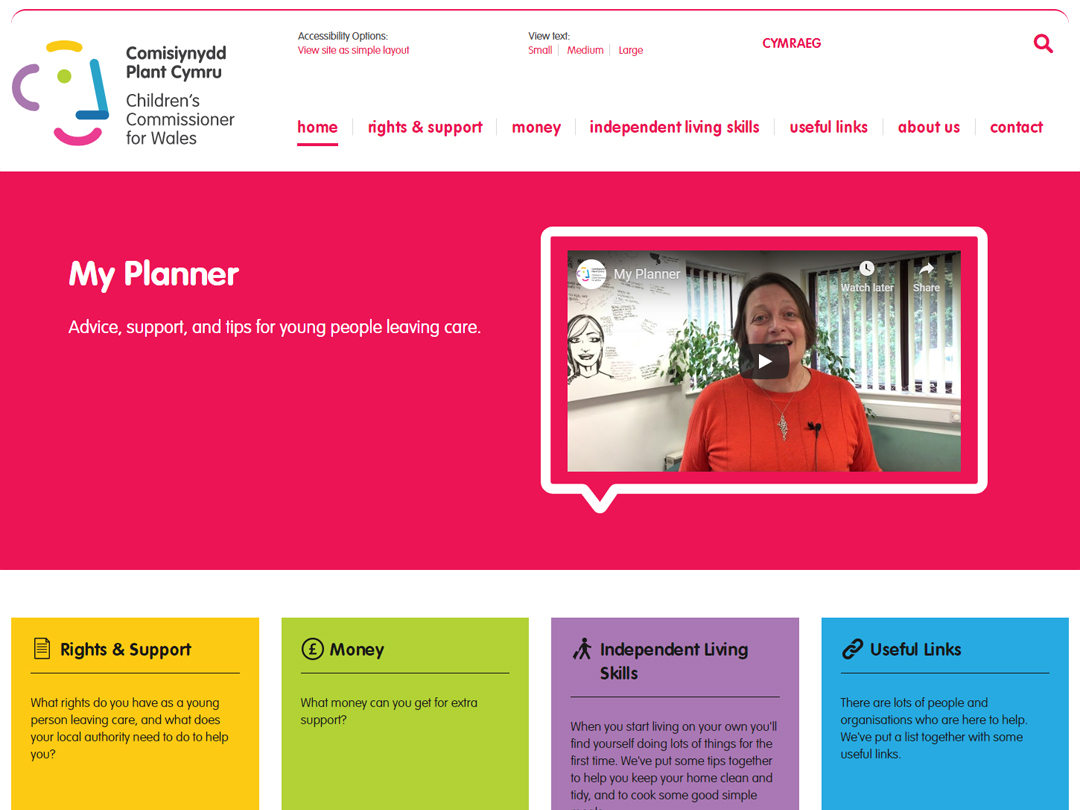 Comisiynydd
Plant Cymru
Children's
Commissioner
for Wales
Accessibility Options:
View site as simple layout
View text:
Small
Medium
Large
CYMRAEG
home
rights & support
money
independent living skills
useful links
about us
contact
My Planner
Advice, support, and tips for young people leaving care.
My Planner
Watch later
Share
Rights & Support
What rights do you have as a young
person leaving care, and what does
your local authority need to do to help
you?
£ Money
What money can you get for extra
support?
Independent Living
Skills
When you start living on your own you'll
find yourself doing lots of things for the
first time. We've put some tips together
to help you keep your home clean and
tidy, and to cook some good simple
Useful Links
There are lots of people and
organisations who are here to help.
We've put a list together with some
useful links.